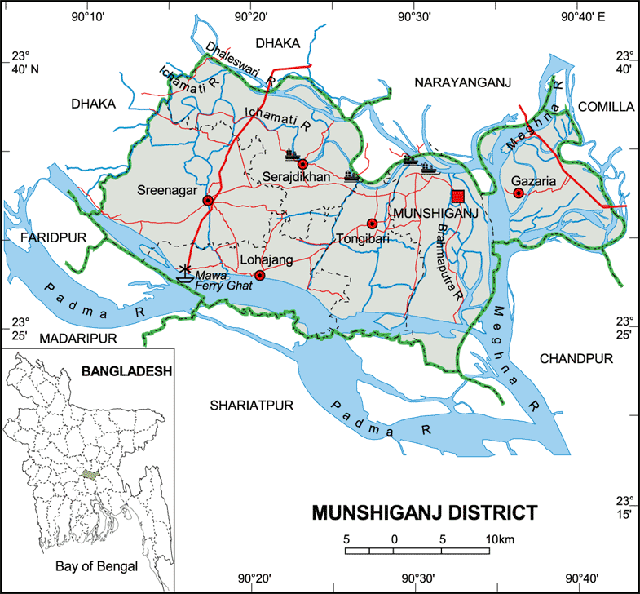 90°10'
90°20'
90°30'
90°40' E
23°
40' N
23°
40'
DHAKA
Dhaleswari R
Ichamati R
NARAYANGANJ
DHAKA
Ichamati R
Meghna R
COMILLA
Serajdikhan
Gazaria
Sreenagar
MUNSHIGANJ
Tongibari
Brahmaputra R
FARIDPUR
Lohajang
Mawa
Ferry Ghat
Padma R
23°
25'
23°
25'
MADARIPUR
Meghna R
CHANDPUR
BANGLADESH
SHARIATPUR
Padma R
23°
15'
MUNSHIGANJ DISTRICT
5 0 5 10km
Bay of Bengal
90°20'
90°30'
90°40'